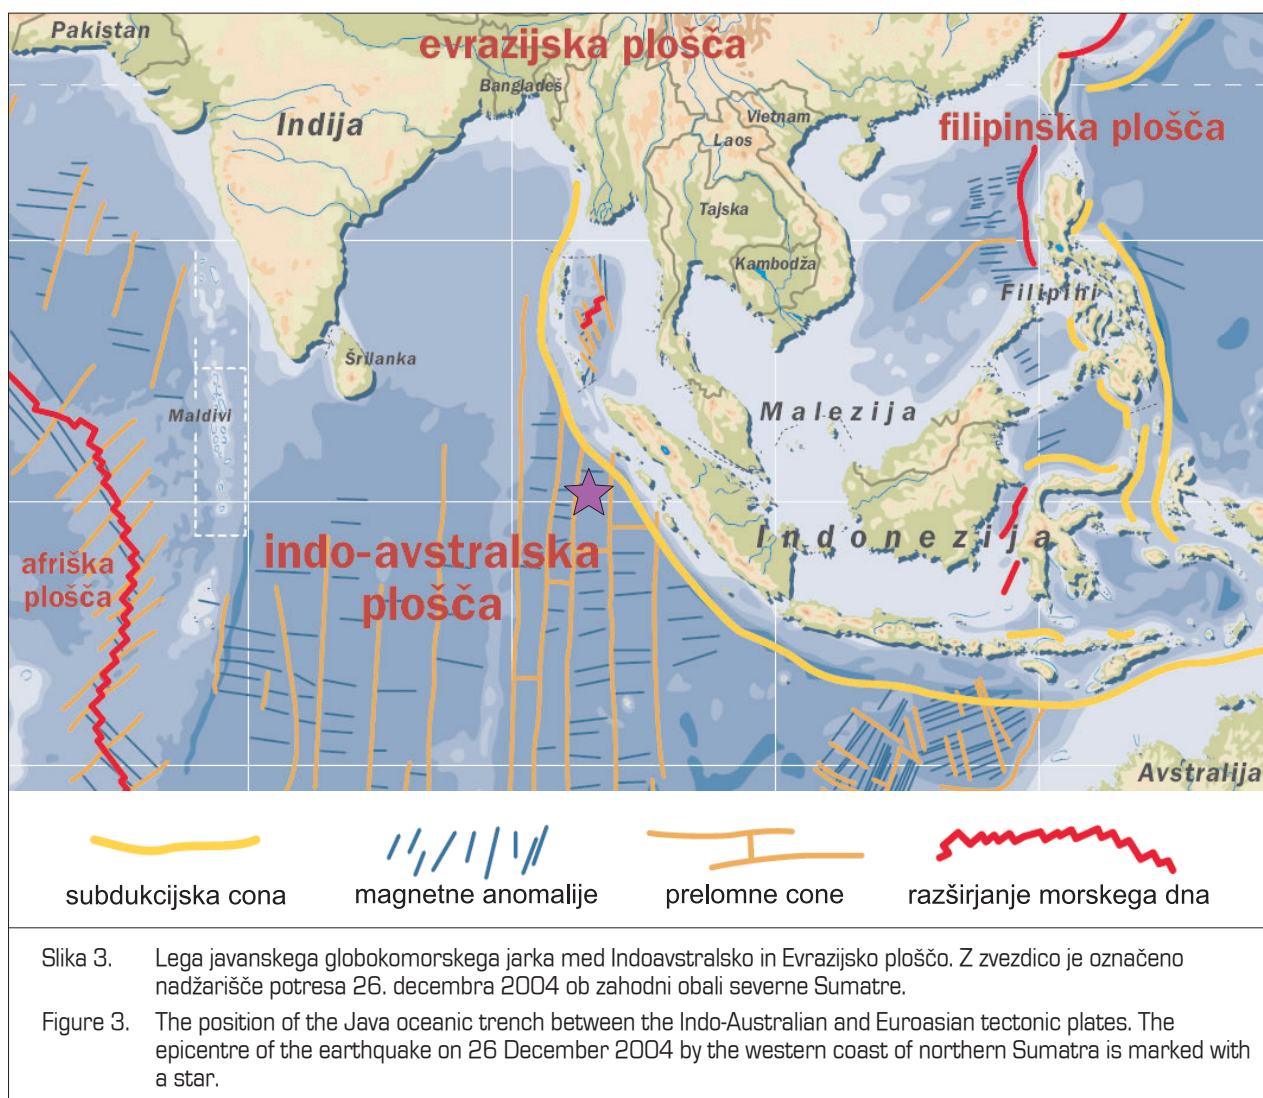 Pakistan
evrazijska plošča
Bangladeš
Indija
Vietnam
Laos
filipinska plošča
Tajska
Kambodža
Filipini
Šrilanka
Maldivi
Malezija
indo-avstralska
plošča
Indonezija
afriška
plošča
Avstralija
subdukcijska cona
magnetne anomalije
prelomne cone
razširjanje morskega dna
Slika 3. Lega javanskega globokomorskega jarka med Indoavstralsko in Evrazijsko ploščo. Z zvezdico je označeno
nadžarišče potresa 26. decembra 2004 ob zahodni obali severne Sumatre.
Figure 3. The position of the Java oceanic trench between the Indo-Australian and Euroasian tectonic plates. The
epicentre of the earthquake on 26 December 2004 by the western coast of northern Sumatra is marked with
a star.